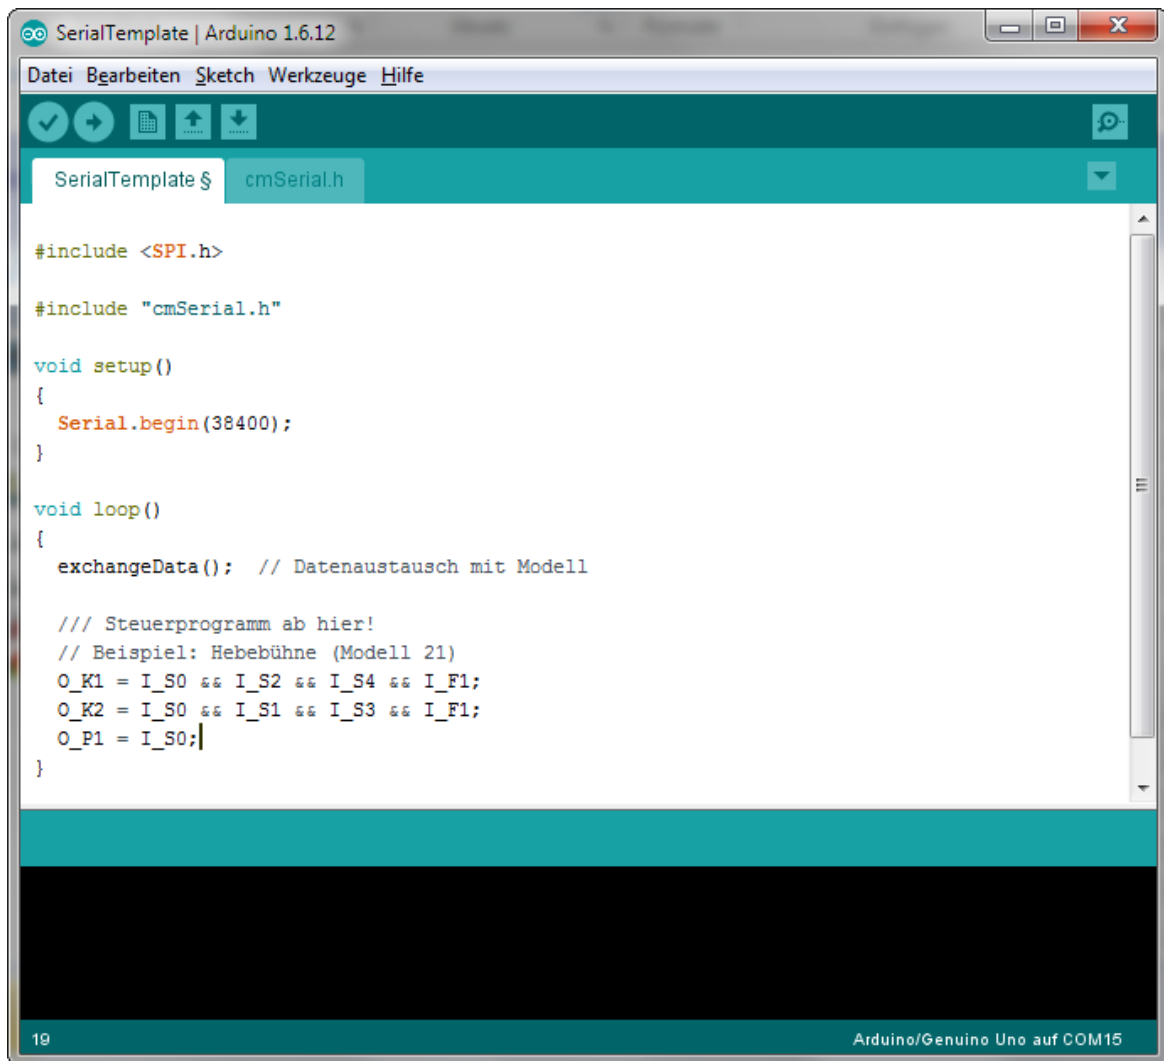 SerialTemplate | Arduino 1.6.12
Datei Bearbeiten Sketch Werkzeuge Hilfe
SerialTemplate § cmSerial.h
#include <SPI.h>
#include "cmSerial.h"
void setup()
{
  Serial.begin(38400);
}
void loop()
{
  exchangeData();  // Datenaustausch mit Modell
  /// Steuerprogramm ab hier!
  // Beispiel: Hebebühne (Modell 21)
  O_K1 = I_S0 && I_S2 && I_S4 && I_F1;
  O_K2 = I_S0 && I_S1 && I_S3 && I_F1;
  O_P1 = I_S0;
}
19 Arduino/Genuino Uno auf COM15